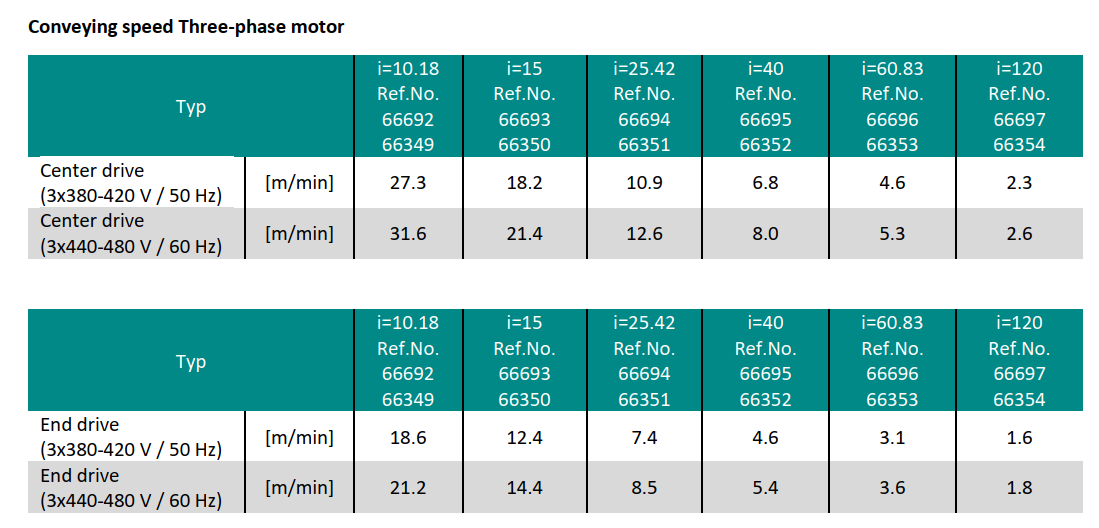 Conveying speed Three-phase motor
Typ
i=10.18 i=15 i=25.42 i=40 i=60.83 i=120
Ref.No. Ref.No. Ref.No. Ref.No. Ref.No. Ref.No.
66692 66693 66694 66695 66696 66697
66349 66350 66351 66352 66353 66354
Center drive
(3x380-420 V / 50 Hz) [m/min] 27.3 18.2 10.9 6.8 4.6 2.3
Center drive
(3x440-480 V / 60 Hz) [m/min] 31.6 21.4 12.6 8.0 5.3 2.6
Typ
i=10.18 i=15 i=25.42 i=40 i=60.83 i=120
Ref.No. Ref.No. Ref.No. Ref.No. Ref.No. Ref.No.
66692 66693 66694 66695 66696 66697
66349 66350 66351 66352 66353 66354
End drive
(3x380-420 V / 50 Hz) [m/min] 18.6 12.4 7.4 4.6 3.1 1.6
End drive
(3x440-480 V / 60 Hz) [m/min] 21.2 14.4 8.5 5.4 3.6 1.8